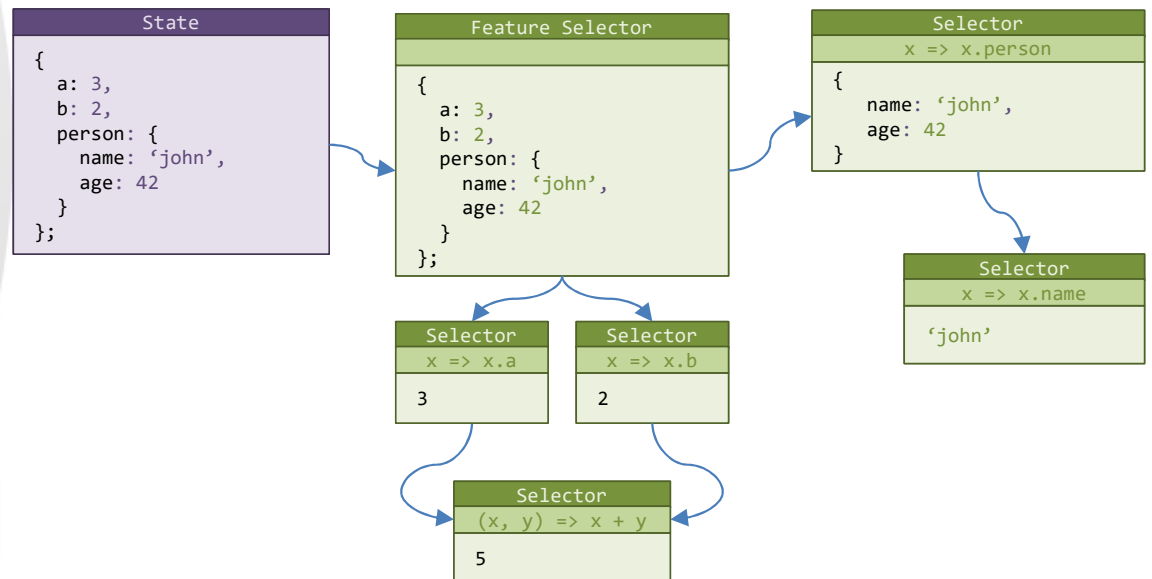 State
{
  a: 3,
  b: 2,
  person: {
    name: ‘john’,
    age: 42
  }
};
Feature Selector
{
  a: 3,
  b: 2,
  person: {
    name: ‘john’,
    age: 42
  }
};
Selector
x => x.person
{
   name: ‘john’,
   age: 42
}
Selector
x => x.name
‘john’
Selector
x => x.a
3
Selector
x => x.b
2
Selector
(x, y) => x + y
5